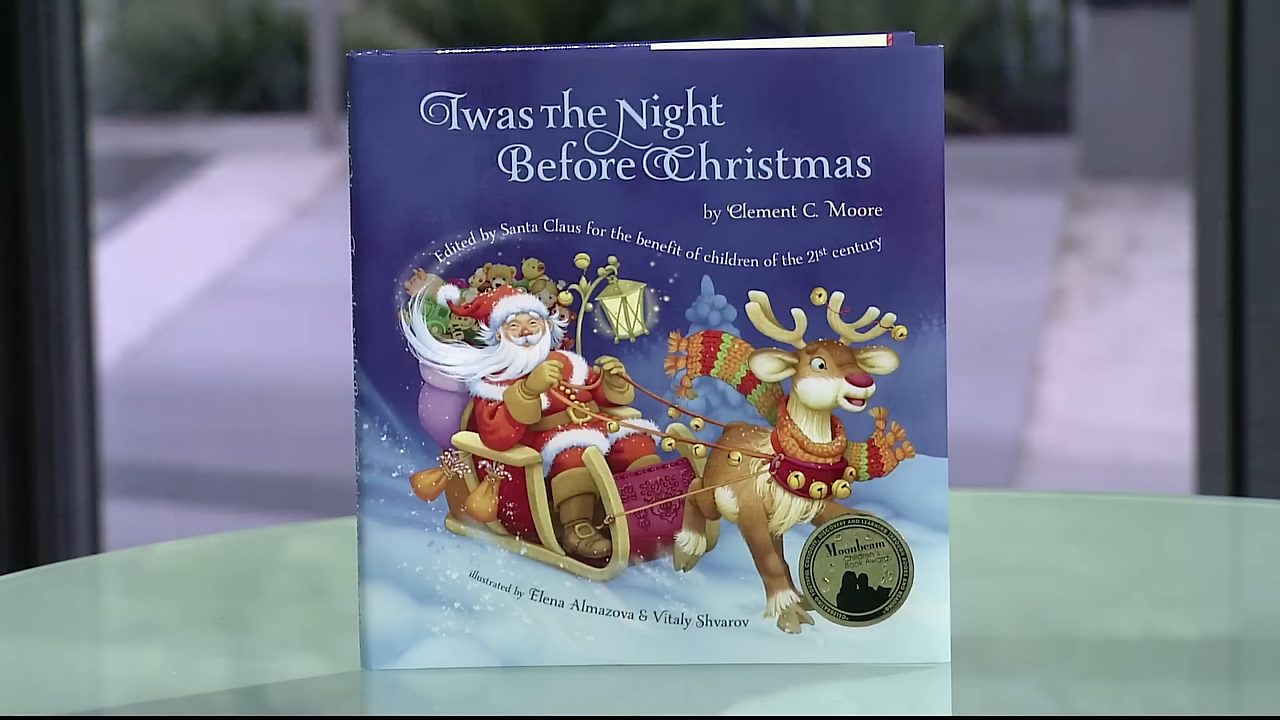 Twas The Night
Before Christmas
by Clement C. Moore
Edited by Santa Claus for the benefit of children of the 21st century
Moonbeam
Children's
Book Awards
illustrated by Elena Almazova & Vitaly Shvarov